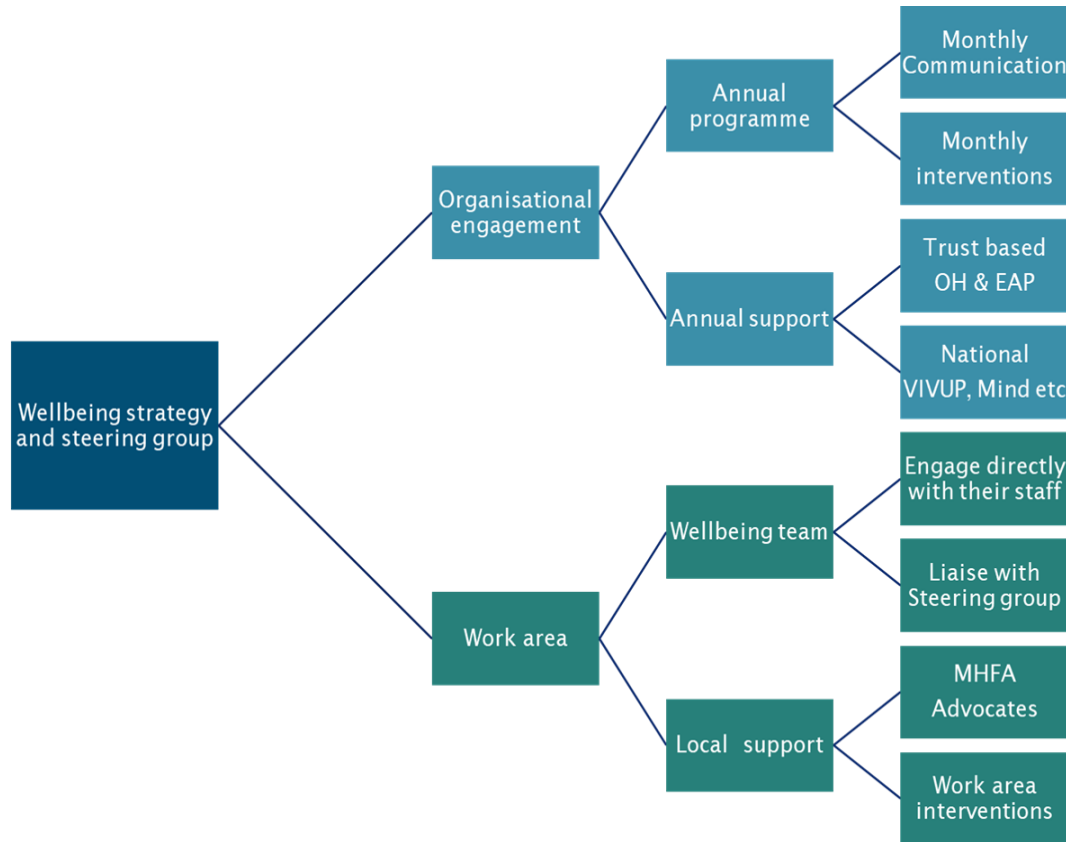 Wellbeing strategy
and steering group
Organisational
engagement
Annual
programme
Monthly
Communication
Monthly
interventions
Annual support
Trust based
OH & EAP
National
VIVUP, Mind etc
Work area
Wellbeing team
Engage directly
with their staff
Liaise with
Steering group
Local support
MHFA
Advocates
Work area
interventions